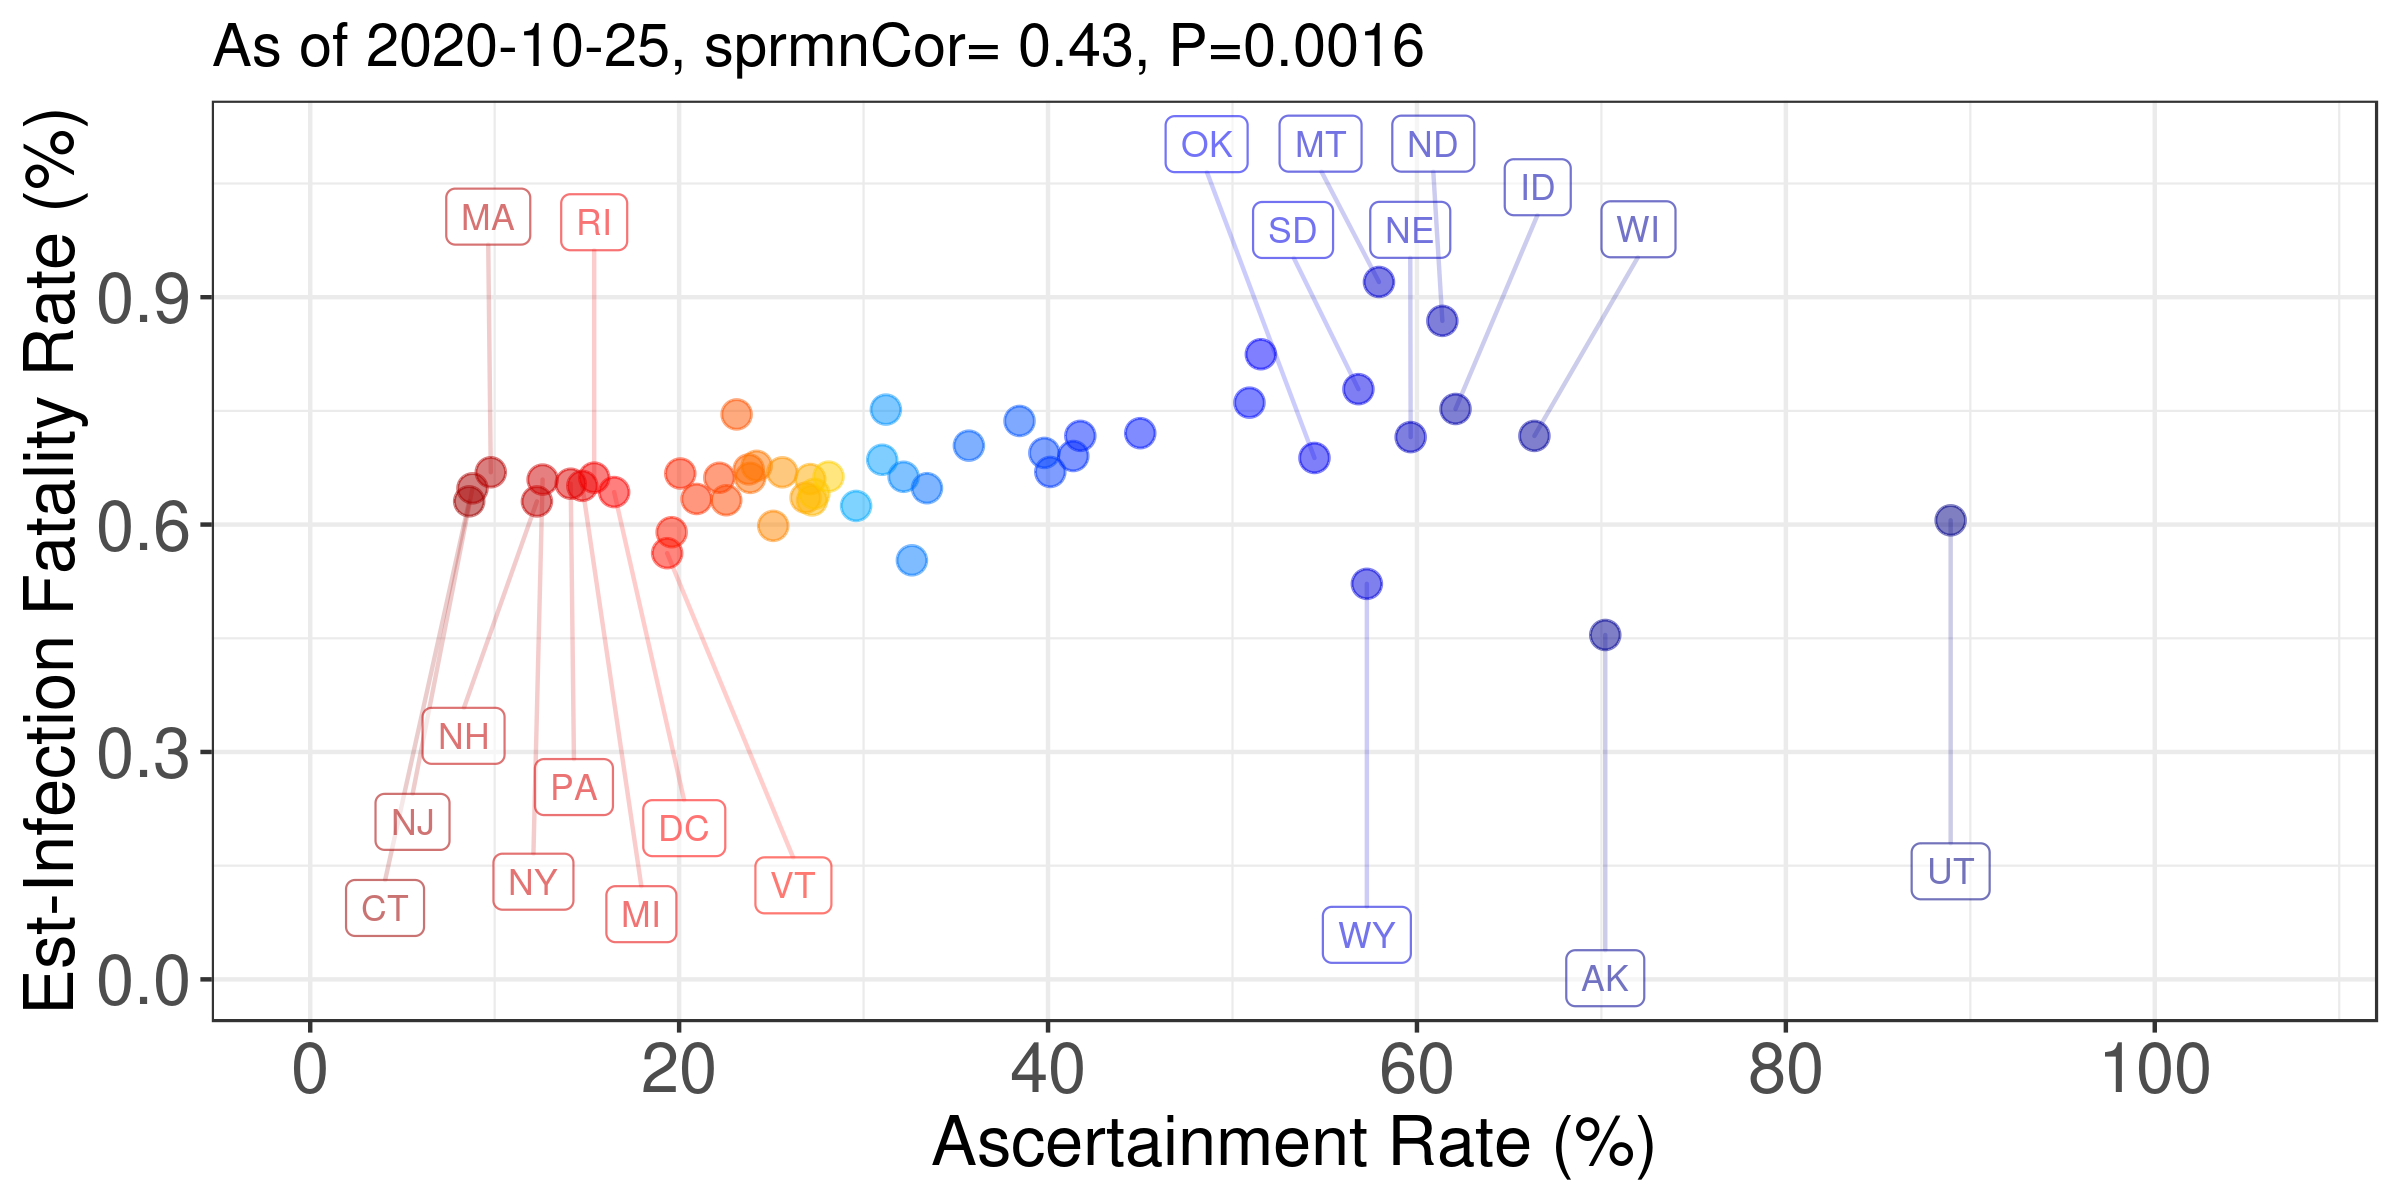 As of 2020-10-25, sprmnCor= 0.43, P=0.0016
Est-Infection Fatality Rate (%)
0.9
0.6
0.3
0.0
OK
MT
ND
ID
MA
RI
SD
NE
WI
NH
PA
NJ
DC
NY
VT
CT
MI
UT
WY
AK
0
20
40
60
80
100
Ascertainment Rate (%)